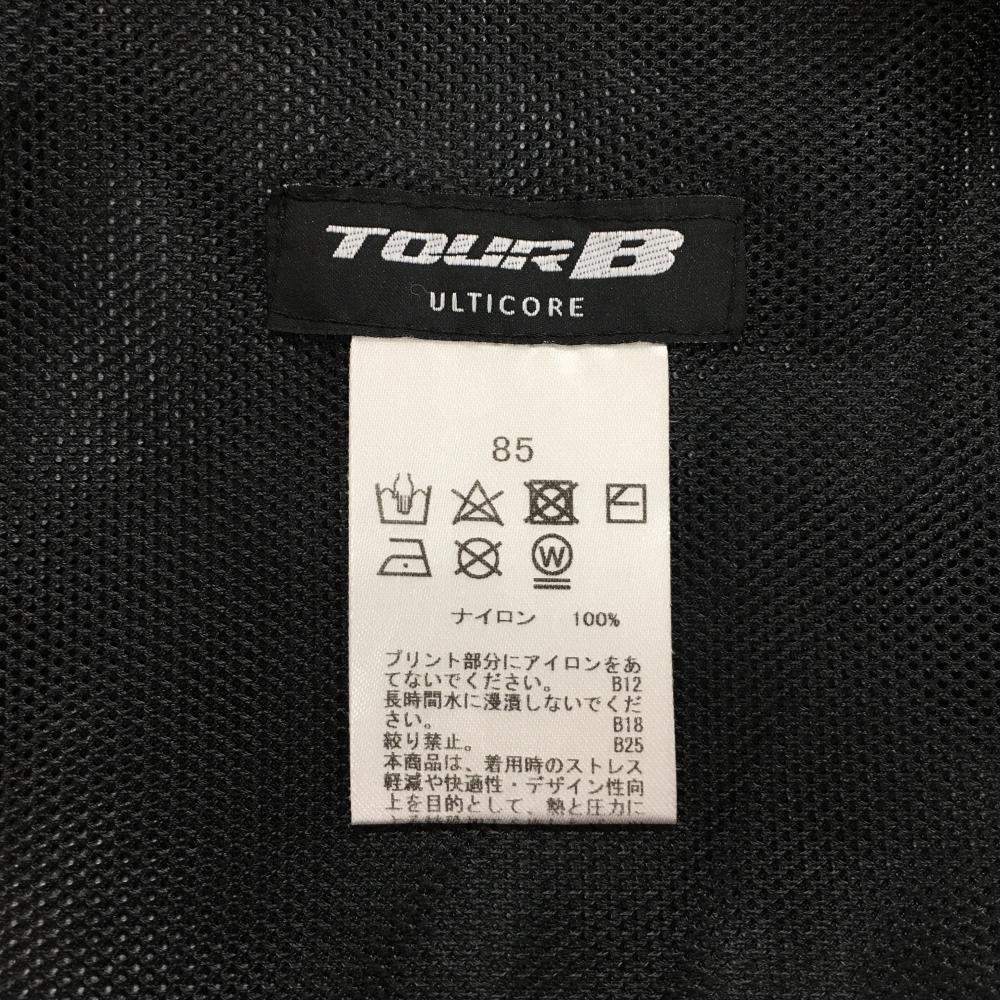 TOUR B
ULTICORE
85
W
ナイロン 100%
プリント部分にアイロンをあ
てないでください。 B12
長時間水に浸漬しないでくだ
さい。 B18
絞り禁止。 B25
本商品は、着用時のストレス
軽減や快適性・デザイン性向
上を目的として、熱と圧力に